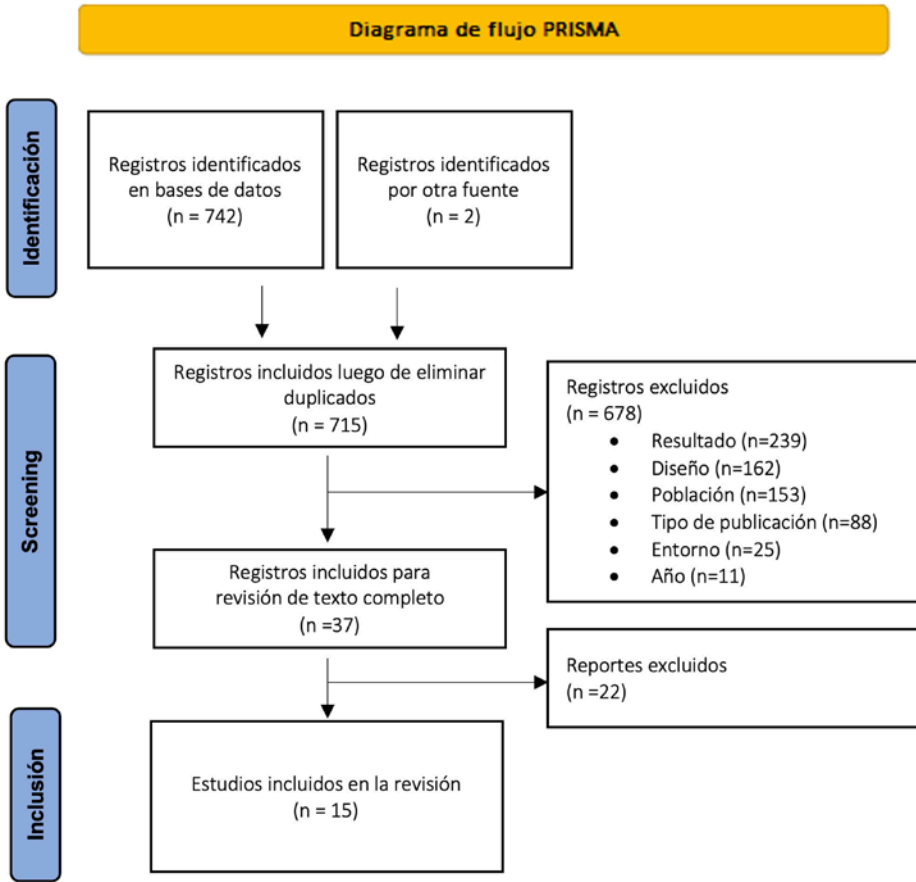 Diagrama de flujo PRISMA
Identificación
Registros identificados
en bases de datos
(n = 742)
Registros identificados
por otra fuente
(n = 2)
Screening
Registros incluidos luego de eliminar
duplicados
(n = 715)
Registros excluidos
(n = 678)
• Resultado (n=239)
• Diseño (n=162)
• Población (n=153)
• Tipo de publicación (n=88)
• Entorno (n=25)
• Año (n=11)
Registros incluidos para
revisión de texto completo
(n =37)
Reportes excluidos
(n =22)
Inclusión
Estudios incluidos en la revisión
(n = 15)